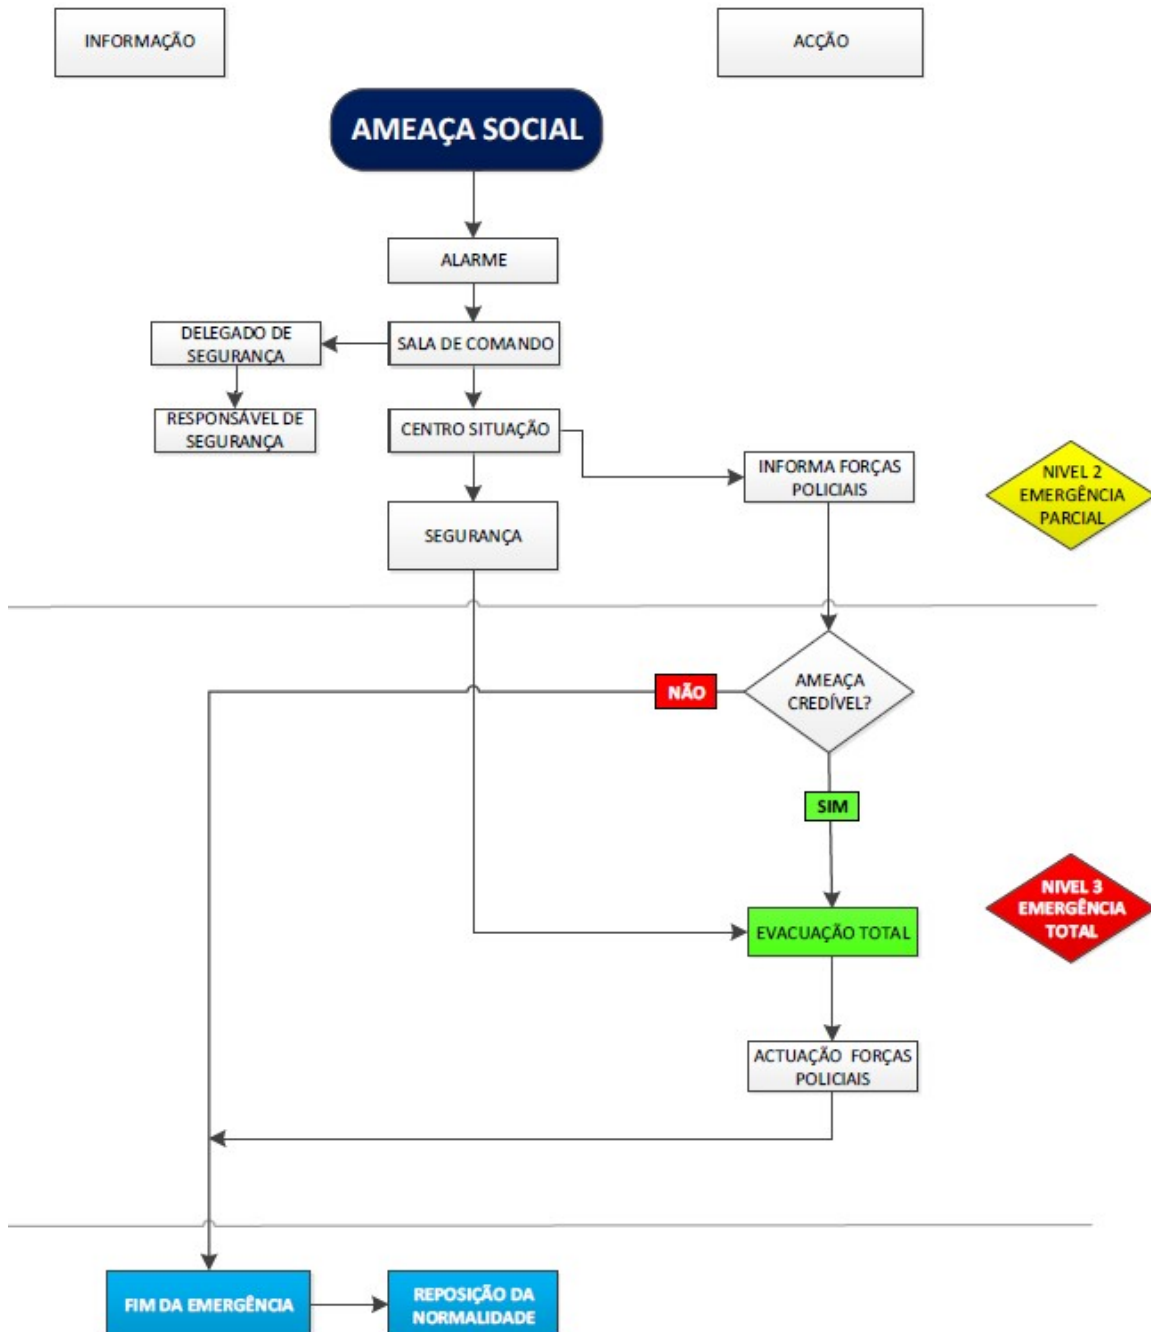 INFORMAÇÃO
ACÇÃO
AMEAÇA SOCIAL
ALARME
DELEGADO DE
SEGURANÇA
SALA DE COMANDO
RESPONSÁVEL DE
SEGURANÇA
CENTRO SITUAÇÃO
INFORMA FORÇAS
POLICIAIS
NIVEL 2
EMERGÊNCIA
PARCIAL
SEGURANÇA
AMEAÇA
CREDÍVEL?
NÃO
SIM
NIVEL 3
EMERGÊNCIA
TOTAL
EVACUAÇÃO TOTAL
ACTUAÇÃO FORÇAS
POLICIAIS
FIM DA EMERGÊNCIA
REPOSIÇÃO DA
NORMALIDADE